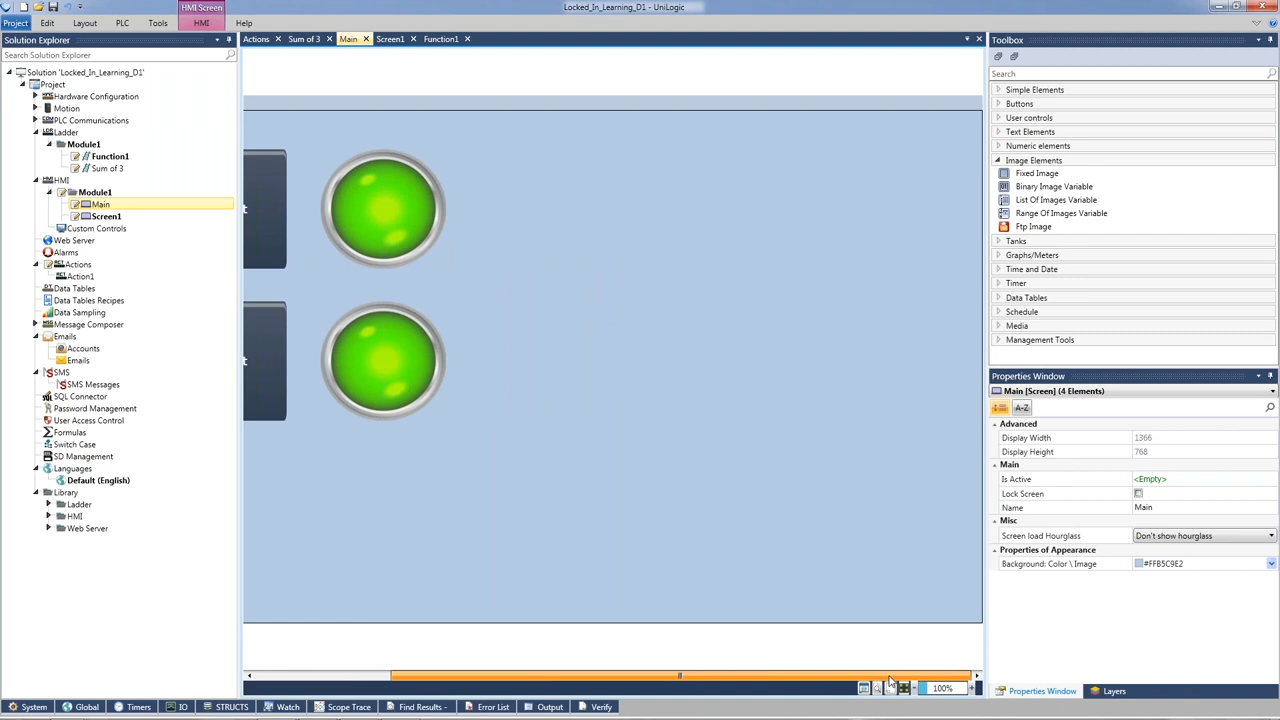 HMI Screen
Locked_In_Learning_D1 - UniLogic
Project Edit Layout PLC Tools HMI Help
Solution Explorer
Actions Sum of 3 Main Screen1 Function1
Toolbox
Search Solution Explorer
Search
Solution 'Locked_In_Learning_D1'
Project
Hardware Configuration
Motion
PLC Communications
Ladder
Module1
Function1
Sum of 3
HMI
Module1
Main
Screen1
Custom Controls
Web Server
Alarms
Actions
Action1
Data Tables
Data Tables Recipes
Data Sampling
Message Composer
Emails
Accounts
Emails
SMS
SMS Messages
SQL Connector
Password Management
User Access Control
Formulas
Switch Case
SD Management
Languages
Default (English)
Library
Ladder
HMI
Web Server
t
t
Simple Elements
Buttons
User controls
Text Elements
Numeric elements
Image Elements
Fixed Image
Binary Image Variable
List Of Images Variable
Range Of Images Variable
Ftp Image
Tanks
Graphs/Meters
Time and Date
Timer
Data Tables
Schedule
Media
Management Tools
Properties Window
Main [Screen] (4 Elements)
A-Z
Advanced
Display Width 1366
Display Height 768
Main
Is Active <Empty>
Lock Screen
Name Main
Misc
Screen load Hourglass Don't show hourglass
Properties of Appearance
Background: Color \ Image #FFB5C9E2
100%
Properties Window Layers
System Global Timers IO STRUCTS Watch Scope Trace Find Results - Error List Output Verify